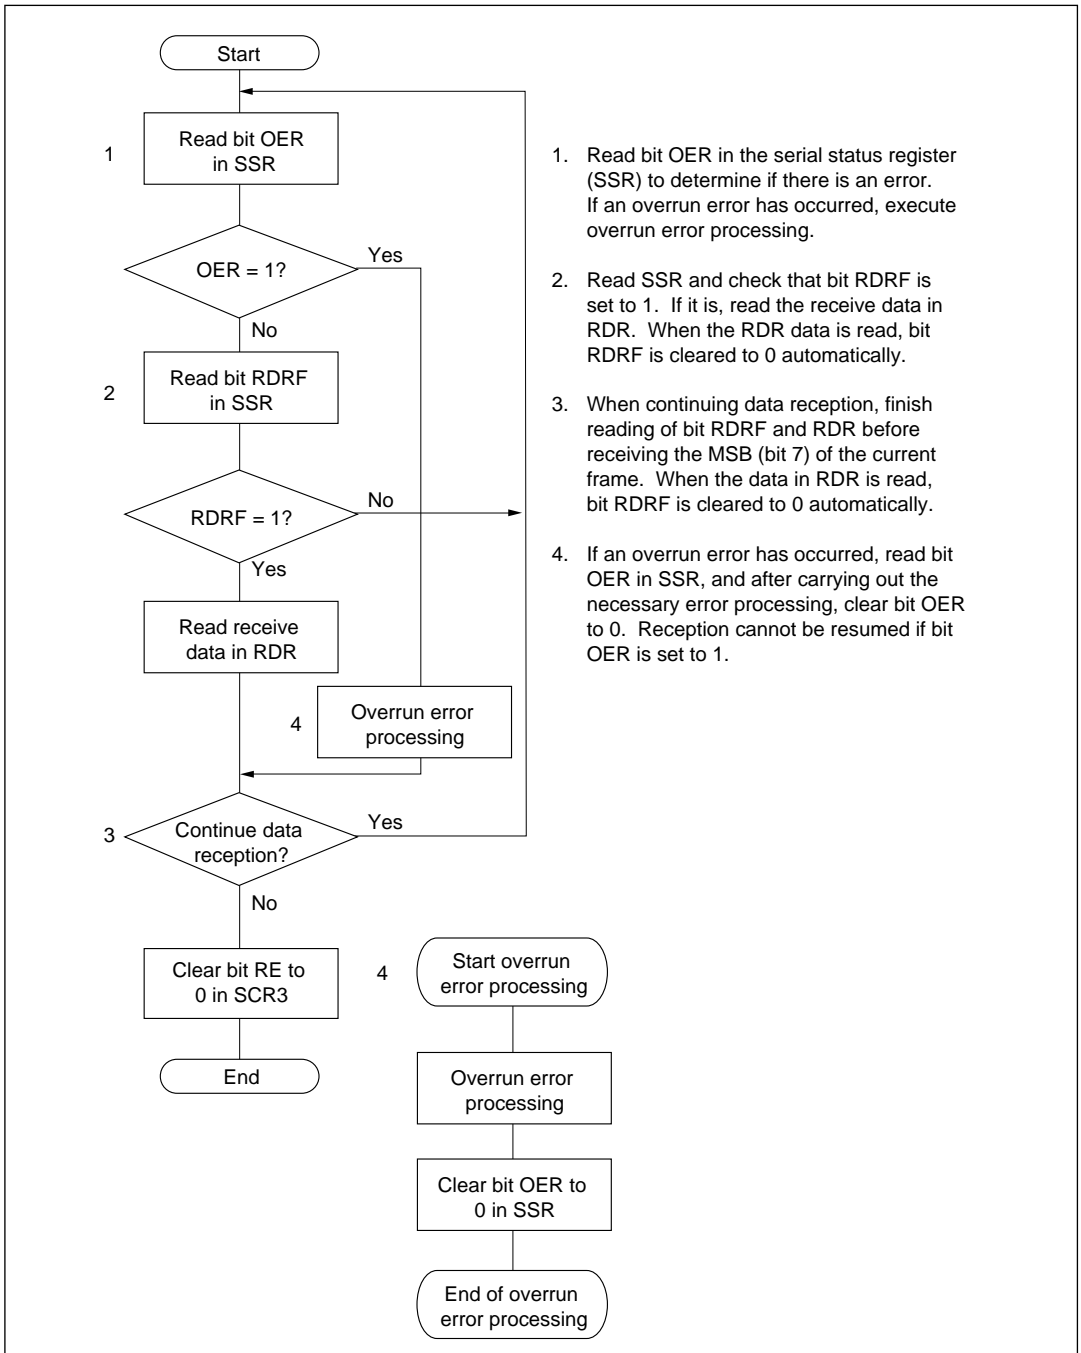 Start
1
Read bit OER
in SSR
OER = 1?
Yes
No
2
Read bit RDRF
in SSR
RDRF = 1?
No
Yes
Read receive
data in RDR
4
Overrun error
processing
3
Continue data
reception?
Yes
No
Clear bit RE to
0 in SCR3
End
4
Start overrun
error processing
Overrun error
processing
Clear bit OER to
0 in SSR
End of overrun
error processing
1. Read bit OER in the serial status register
(SSR) to determine if there is an error.
If an overrun error has occurred, execute
overrun error processing.
2. Read SSR and check that bit RDRF is
set to 1. If it is, read the receive data in
RDR. When the RDR data is read, bit
RDRF is cleared to 0 automatically.
3. When continuing data reception, finish
reading of bit RDRF and RDR before
receiving the MSB (bit 7) of the current
frame. When the data in RDR is read,
bit RDRF is cleared to 0 automatically.
4. If an overrun error has occurred, read bit
OER in SSR, and after carrying out the
necessary error processing, clear bit OER
to 0. Reception cannot be resumed if bit
OER is set to 1.